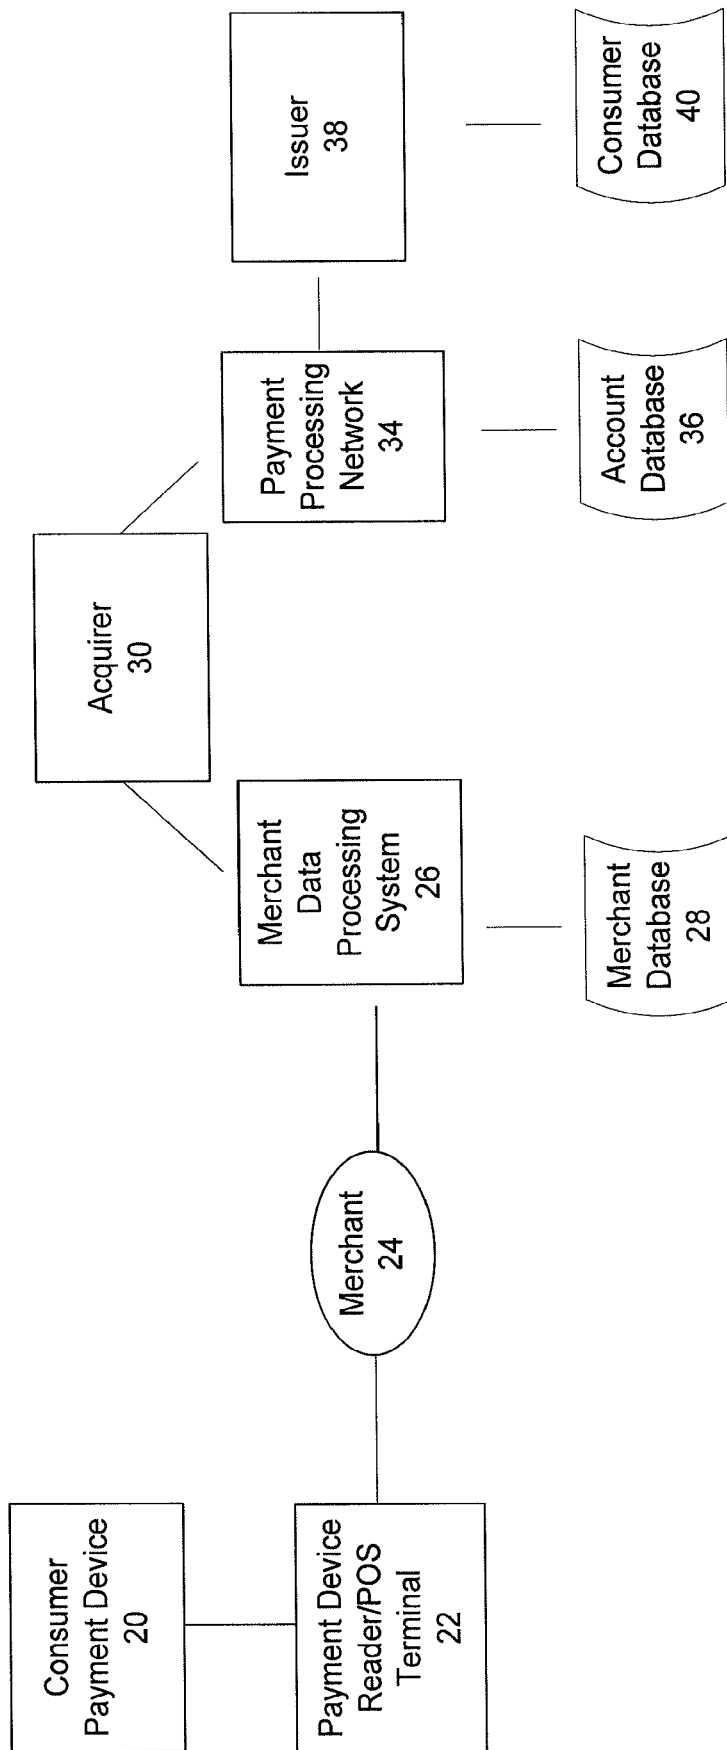 Consumer
Payment Device
20
Payment Device
Reader/POS
Terminal
22
Merchant
24
Merchant
Data
Processing
System
26
Merchant
Database
28
Acquirer
30
Payment
Processing
Network
34
Account
Database
36
Issuer
38
Consumer
Database
40